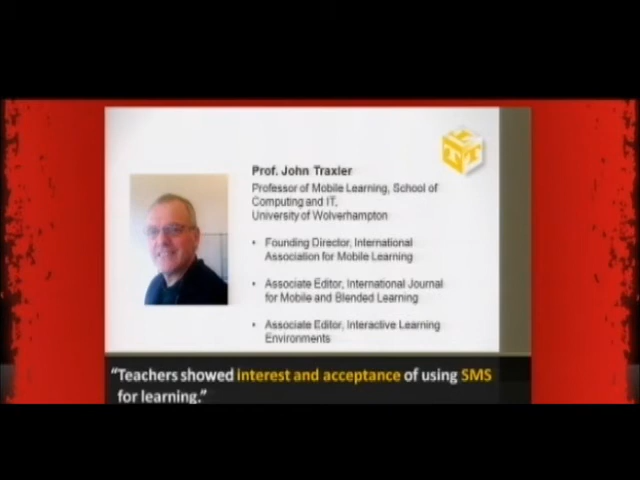 Prof. John Traxler
Professor of Mobile Learning, School of
Computing and IT,
University of Wolverhampton
• Founding Director, International
Association for Mobile Learning
• Associate Editor, International Journal
for Mobile and Blended Learning
• Associate Editor, Interactive Learning
Environments
"Teachers showed interest and acceptance of using SMS
for learning."